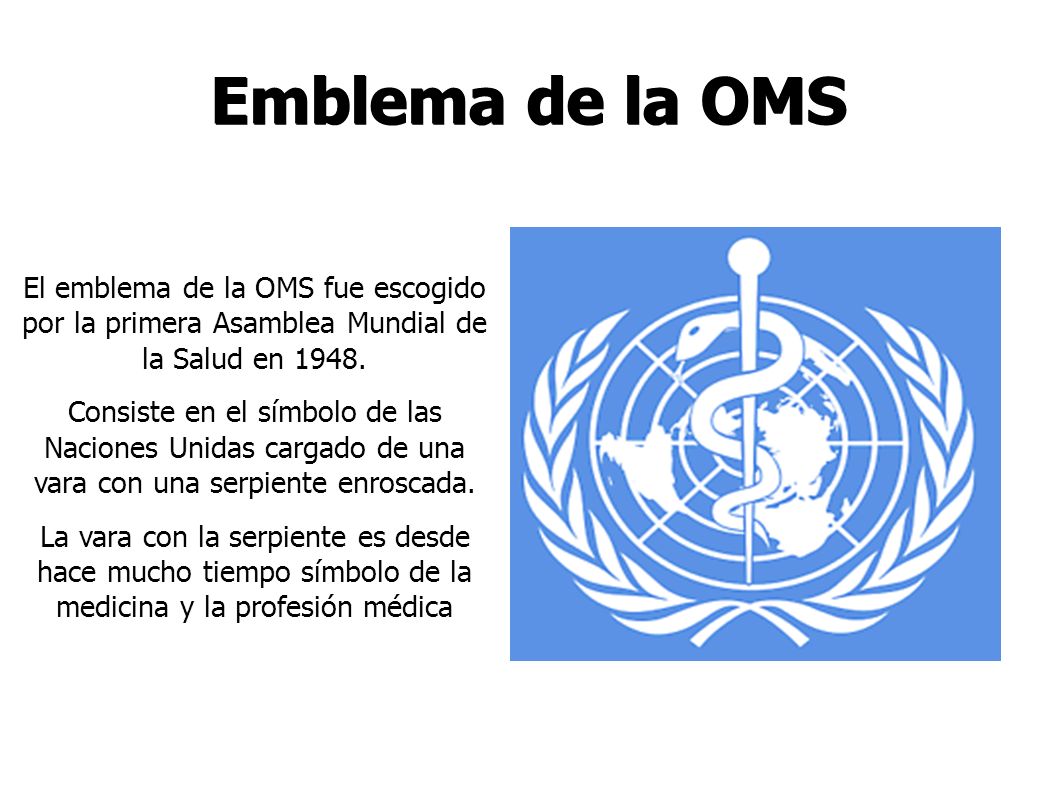 Emblema de la OMS
El emblema de la OMS fue escogido
por la primera Asamblea Mundial de
la Salud en 1948.
Consiste en el símbolo de las
Naciones Unidas cargado de una
vara con una serpiente enroscada.
La vara con la serpiente es desde
hace mucho tiempo símbolo de la
medicina y la profesión médica